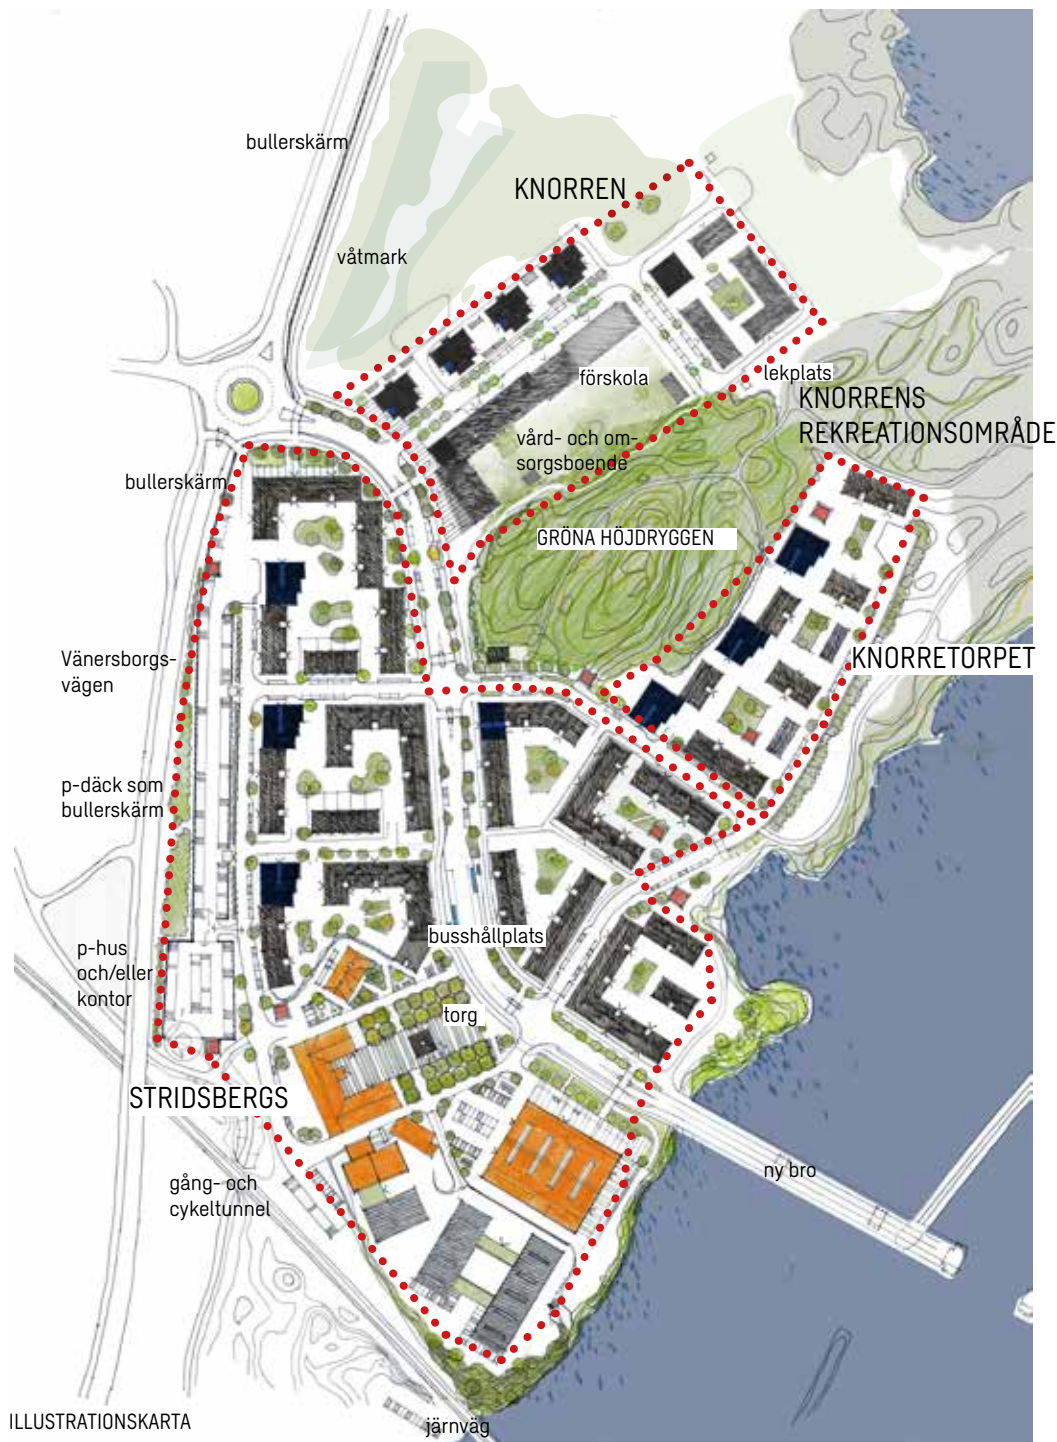 bullerskärm
KNORREN
våtmark
förskola
lekplats
KNORRENS
REKREATIONSOMRÅDE
vård- och om-
sorgsboende
bullerskärm
GRÖNA HÖJDRYGGEN
Vänersborgs-
vägen
KNORRETORPET
p-däck som
bullerskärm
busshållplats
p-hus
och/eller
kontor
torg
STRIDSBERGS
ny bro
gång- och
cykeltunnel
ILLUSTRATIONSKARTA
järnväg